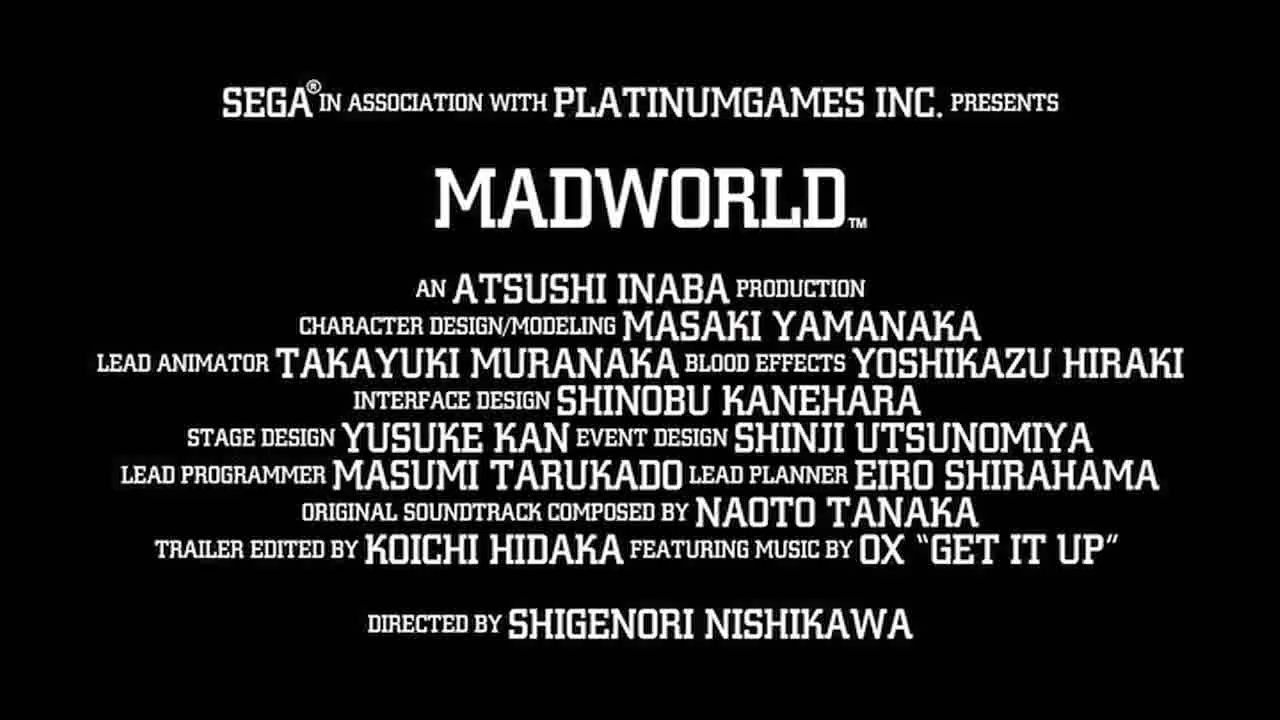 SEGA® IN ASSOCIATION WITH PLATINUMGAMES INC. PRESENTS
MADWORLD™
AN ATSUSHI INABA PRODUCTION
CHARACTER DESIGN/MODELING MASAKI YAMANAKA
LEAD ANIMATOR TAKAYUKI MURANAKA BLOOD EFFECTS YOSHIKAZU HIRAKI
INTERFACE DESIGN SHINOBU KANEHARA
STAGE DESIGN YUSUKE KAN EVENT DESIGN SHINJI UTSUNOMIYA
LEAD PROGRAMMER MASUMI TARUKADO LEAD PLANNER EIRO SHIRAHAMA
ORIGINAL SOUNDTRACK COMPOSED BY NAOTO TANAKA
TRAILER EDITED BY KOICHI HIDAKA FEATURING MUSIC BY OX “GET IT UP”
DIRECTED BY SHIGENORI NISHIKAWA